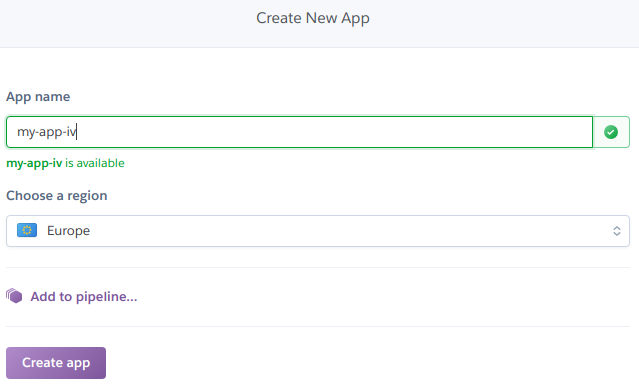 Create New App
App name
my-app-iv
my-app-iv is available
Choose a region
Europe
Add to pipeline...
Create app